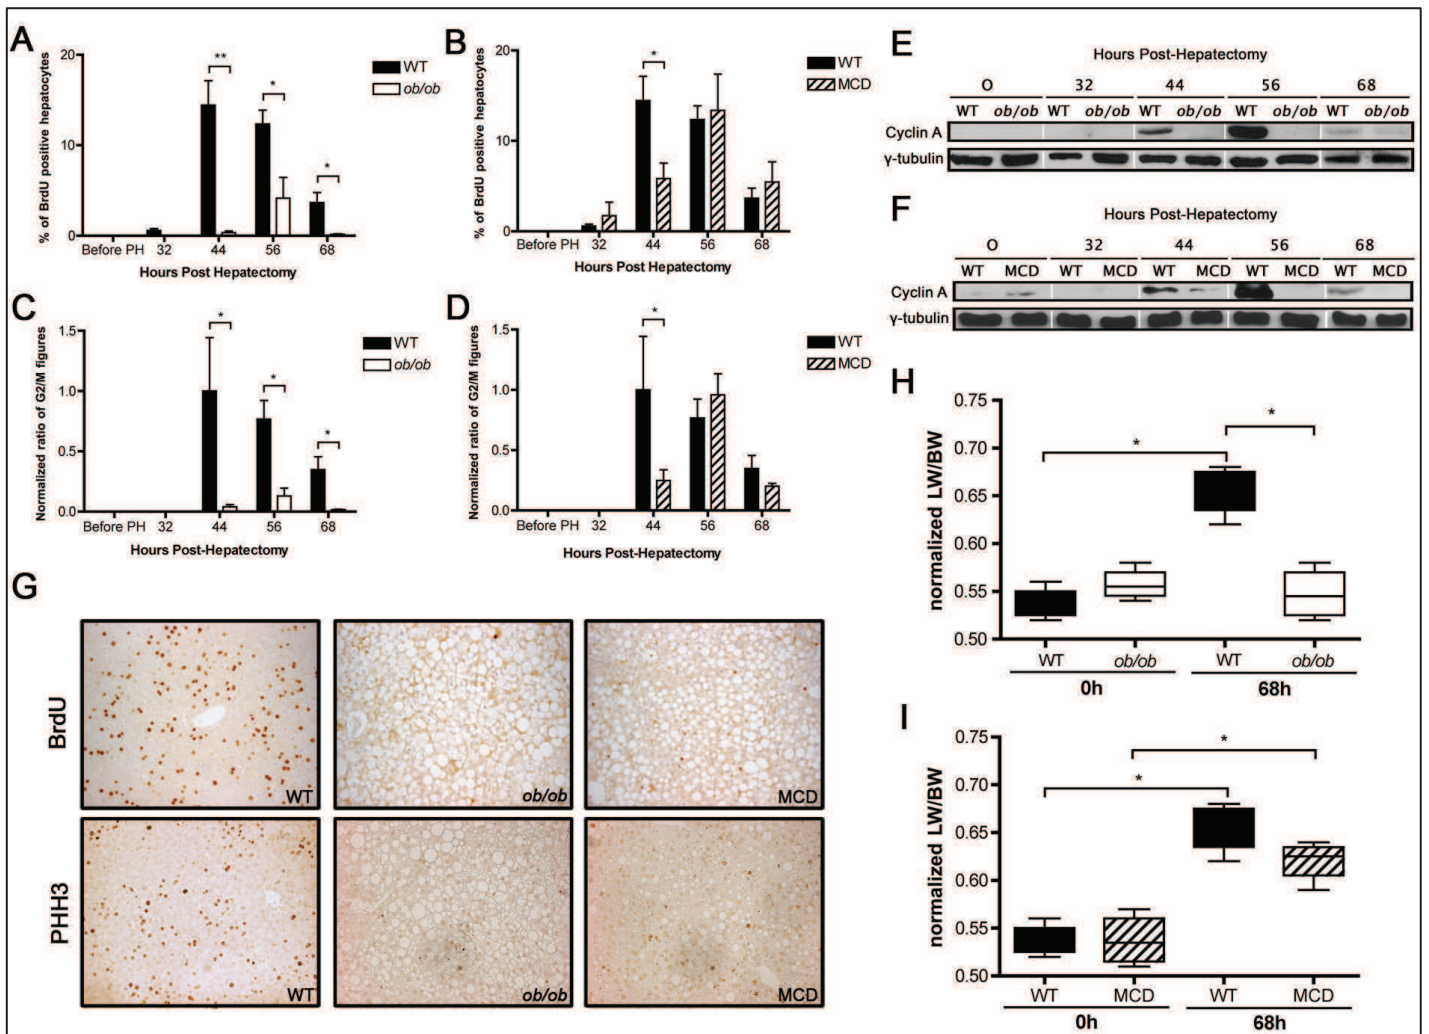 A
% of BrdU positive hepatocytes
20
10
0
**
*
*
WT
ob/ob
Before PH 32 44 56 68
Hours Post Hepatectomy
B
% of BrdU positive hepatocytes
20
10
0
*
WT
MCD
Before PH 32 44 56 68
Hours Post Hepatectomy
C
Normalized ratio of G2/M figures
1.5
1.0
0.5
0.0
*
*
*
WT
ob/ob
Before PH 32 44 56 68
Hours Post-Hepatectomy
D
Normalized ratio of G2/M figures
1.5
1.0
0.5
0.0
*
WT
MCD
Before PH 32 44 56 68
Hours Post-Hepatectomy
E
Hours Post-Hepatectomy
0 32 44 56 68
WT ob/ob WT ob/ob WT ob/ob WT ob/ob WT ob/ob
Cyclin A
γ-tubulin
F
Hours Post-Hepatectomy
0 32 44 56 68
WT MCD WT MCD WT MCD WT MCD WT MCD
Cyclin A
γ-tubulin
G
BrdU
WT
ob/ob
MCD
PHH3
WT
ob/ob
MCD
H
normalized LW/BW
0.75
0.70
0.65
0.60
0.55
0.50
*
*
WT ob/ob WT ob/ob
0h 68h
I
normalized LW/BW
0.75
0.70
0.65
0.60
0.55
0.50
*
*
WT MCD WT MCD
0h 68h